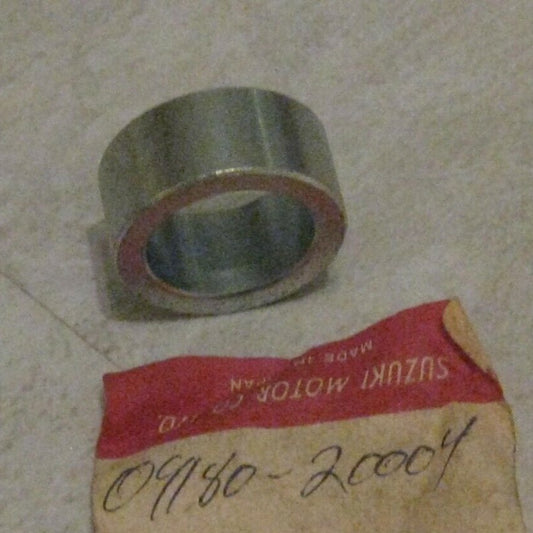 SUZUKI MOTOR CO., LTD.
MADE IN JAPAN
09180-20004